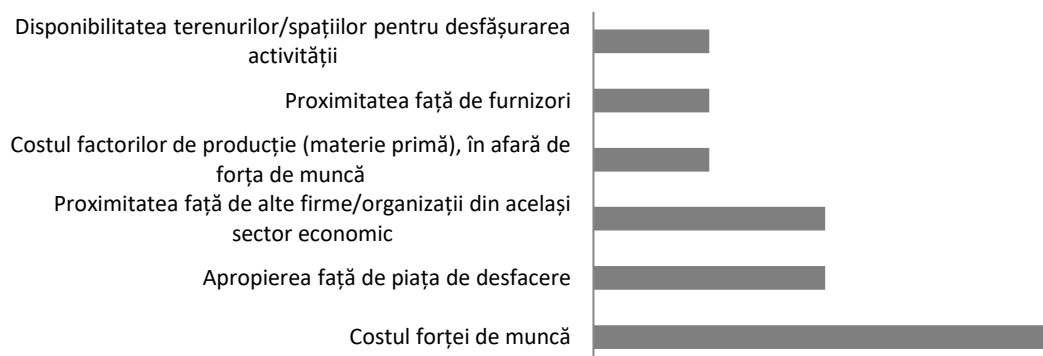 Disponibilitatea terenurilor/spațiilor pentru desfășurarea
activității
Proximitatea față de furnizori
Costul factorilor de producție (materie primă), în afară de
forța de muncă
Proximitatea față de alte firme/organizații din același
sector economic
Apropierea față de piața de desfacere
Costul forței de muncă